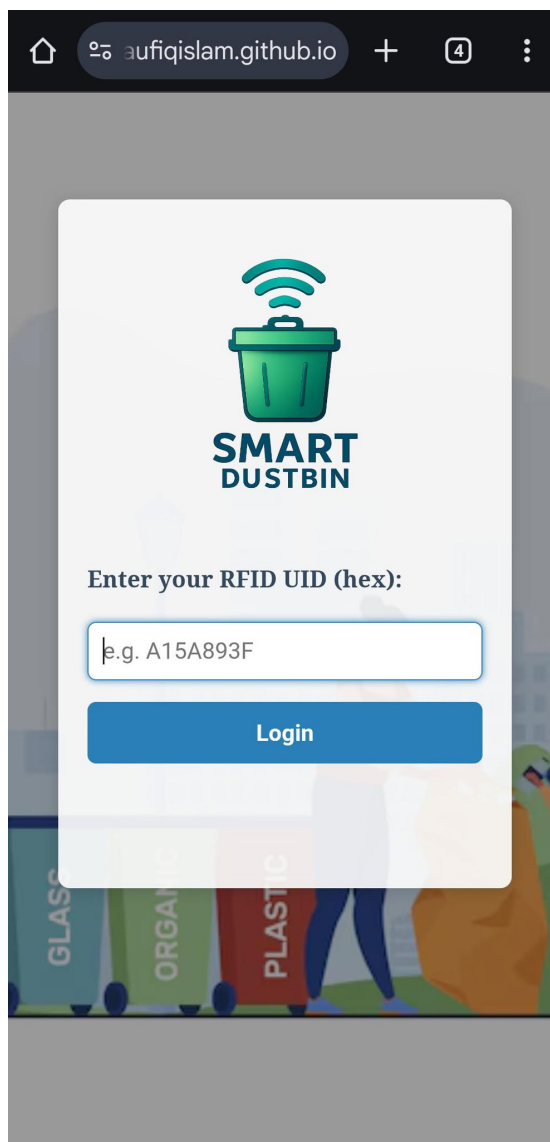 aufiqislam.github.io
4
SMART
DUSTBIN
Enter your RFID UID (hex):
e.g. A15A893F
Login
GLASS
ORGANIC
PLASTIC